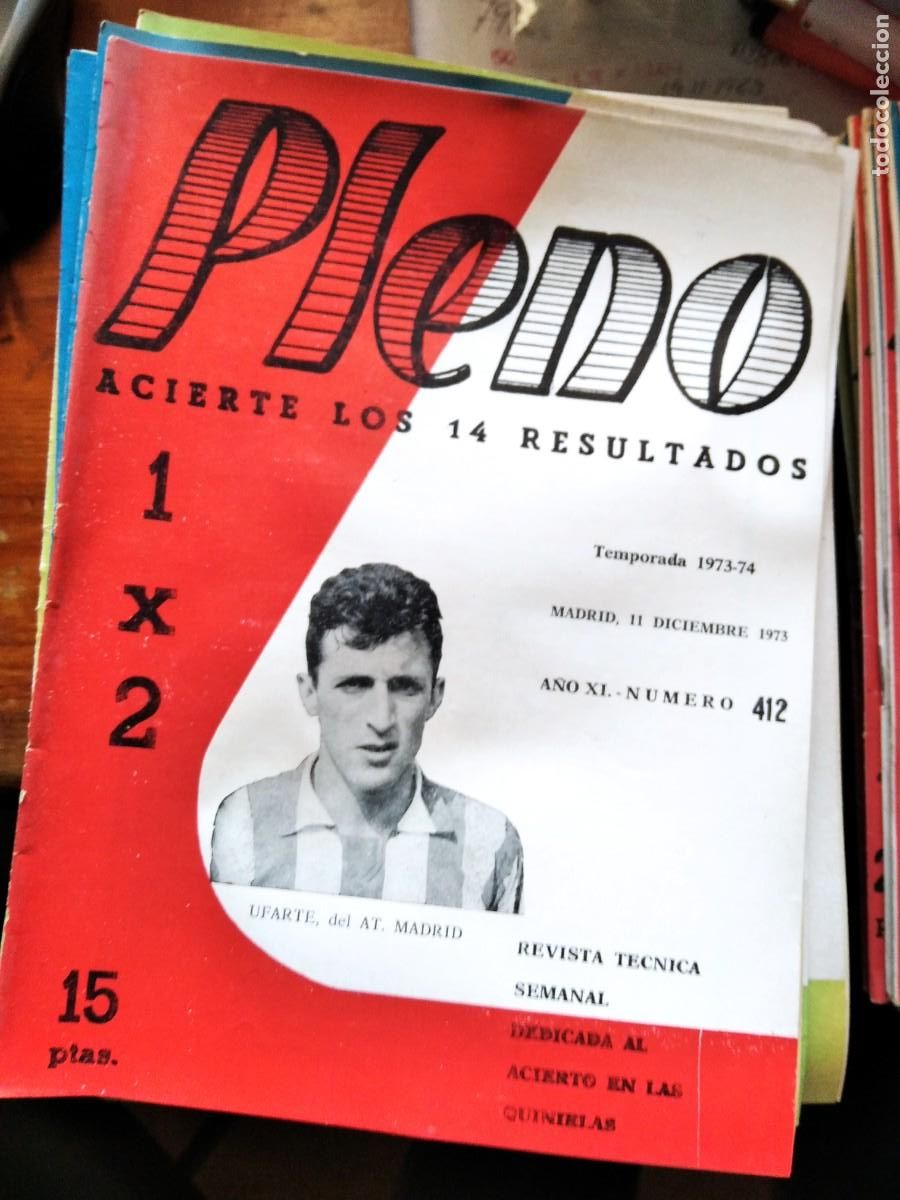 Pleno
ACIERTE LOS 14 RESULTADOS
1
x
2
Temporada 1973-74
MADRID, 11 DICIEMBRE 1973
AÑO XI. - NUMERO 412
UFARTE, del AT. MADRID
REVISTA TECNICA
SEMANAL
DEDICADA AL
ACIERTO EN LAS
QUINIELAS
15
ptas.
todocoleccion